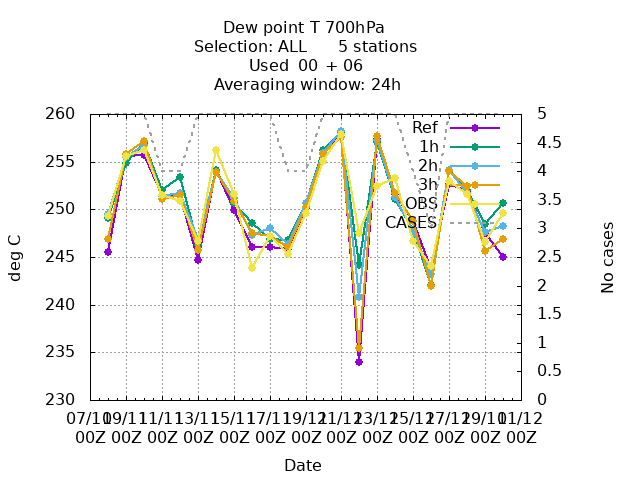 Dew point T 700hPa
Selection: ALL 5 stations
Used 00 + 06
Averaging window: 24h
260
255
250
245
240
235
230
deg C
5
4.5
4
3.5
3
2.5
2
1.5
1
0.5
0
No cases
Ref
1h
2h
3h
OBS
CASES
07/11 09/11 11/11 13/11 15/11 17/11 19/11 21/11 23/11 25/11 27/11 29/11 01/12
00Z 00Z 00Z 00Z 00Z 00Z 00Z 00Z 00Z 00Z 00Z 00Z 00Z
Date